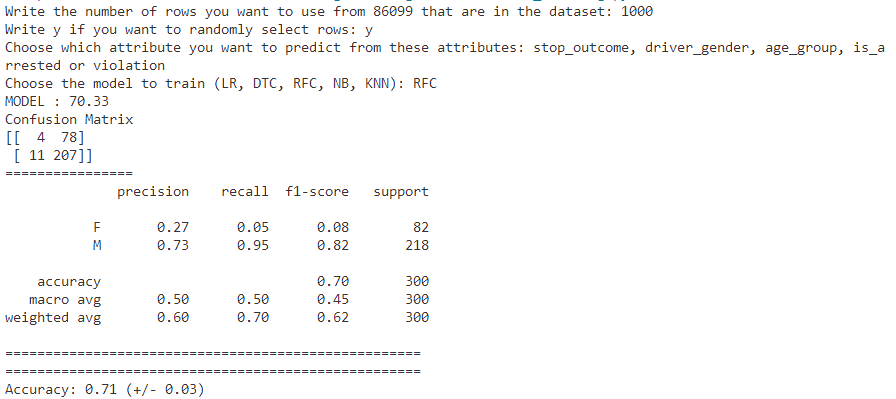 Write the number of rows you want to use from 86099 that are in the dataset: 1000
Write y if you want to randomly select rows: y
Choose which attribute you want to predict from these attributes: stop_outcome, driver_gender, age_group, is_a
rrested or violation
Choose the model to train (LR, DTC, RFC, NB, KNN): RFC
MODEL : 70.33
Confusion Matrix
[[  4  78]
 [ 11 207]]
================
              precision    recall  f1-score   support

           F       0.27      0.05      0.08        82
           M       0.73      0.95      0.82       218

    accuracy                           0.70       300
   macro avg       0.50      0.50      0.45       300
weighted avg       0.60      0.70      0.62       300

====================================================
====================================================
Accuracy: 0.71 (+/- 0.03)